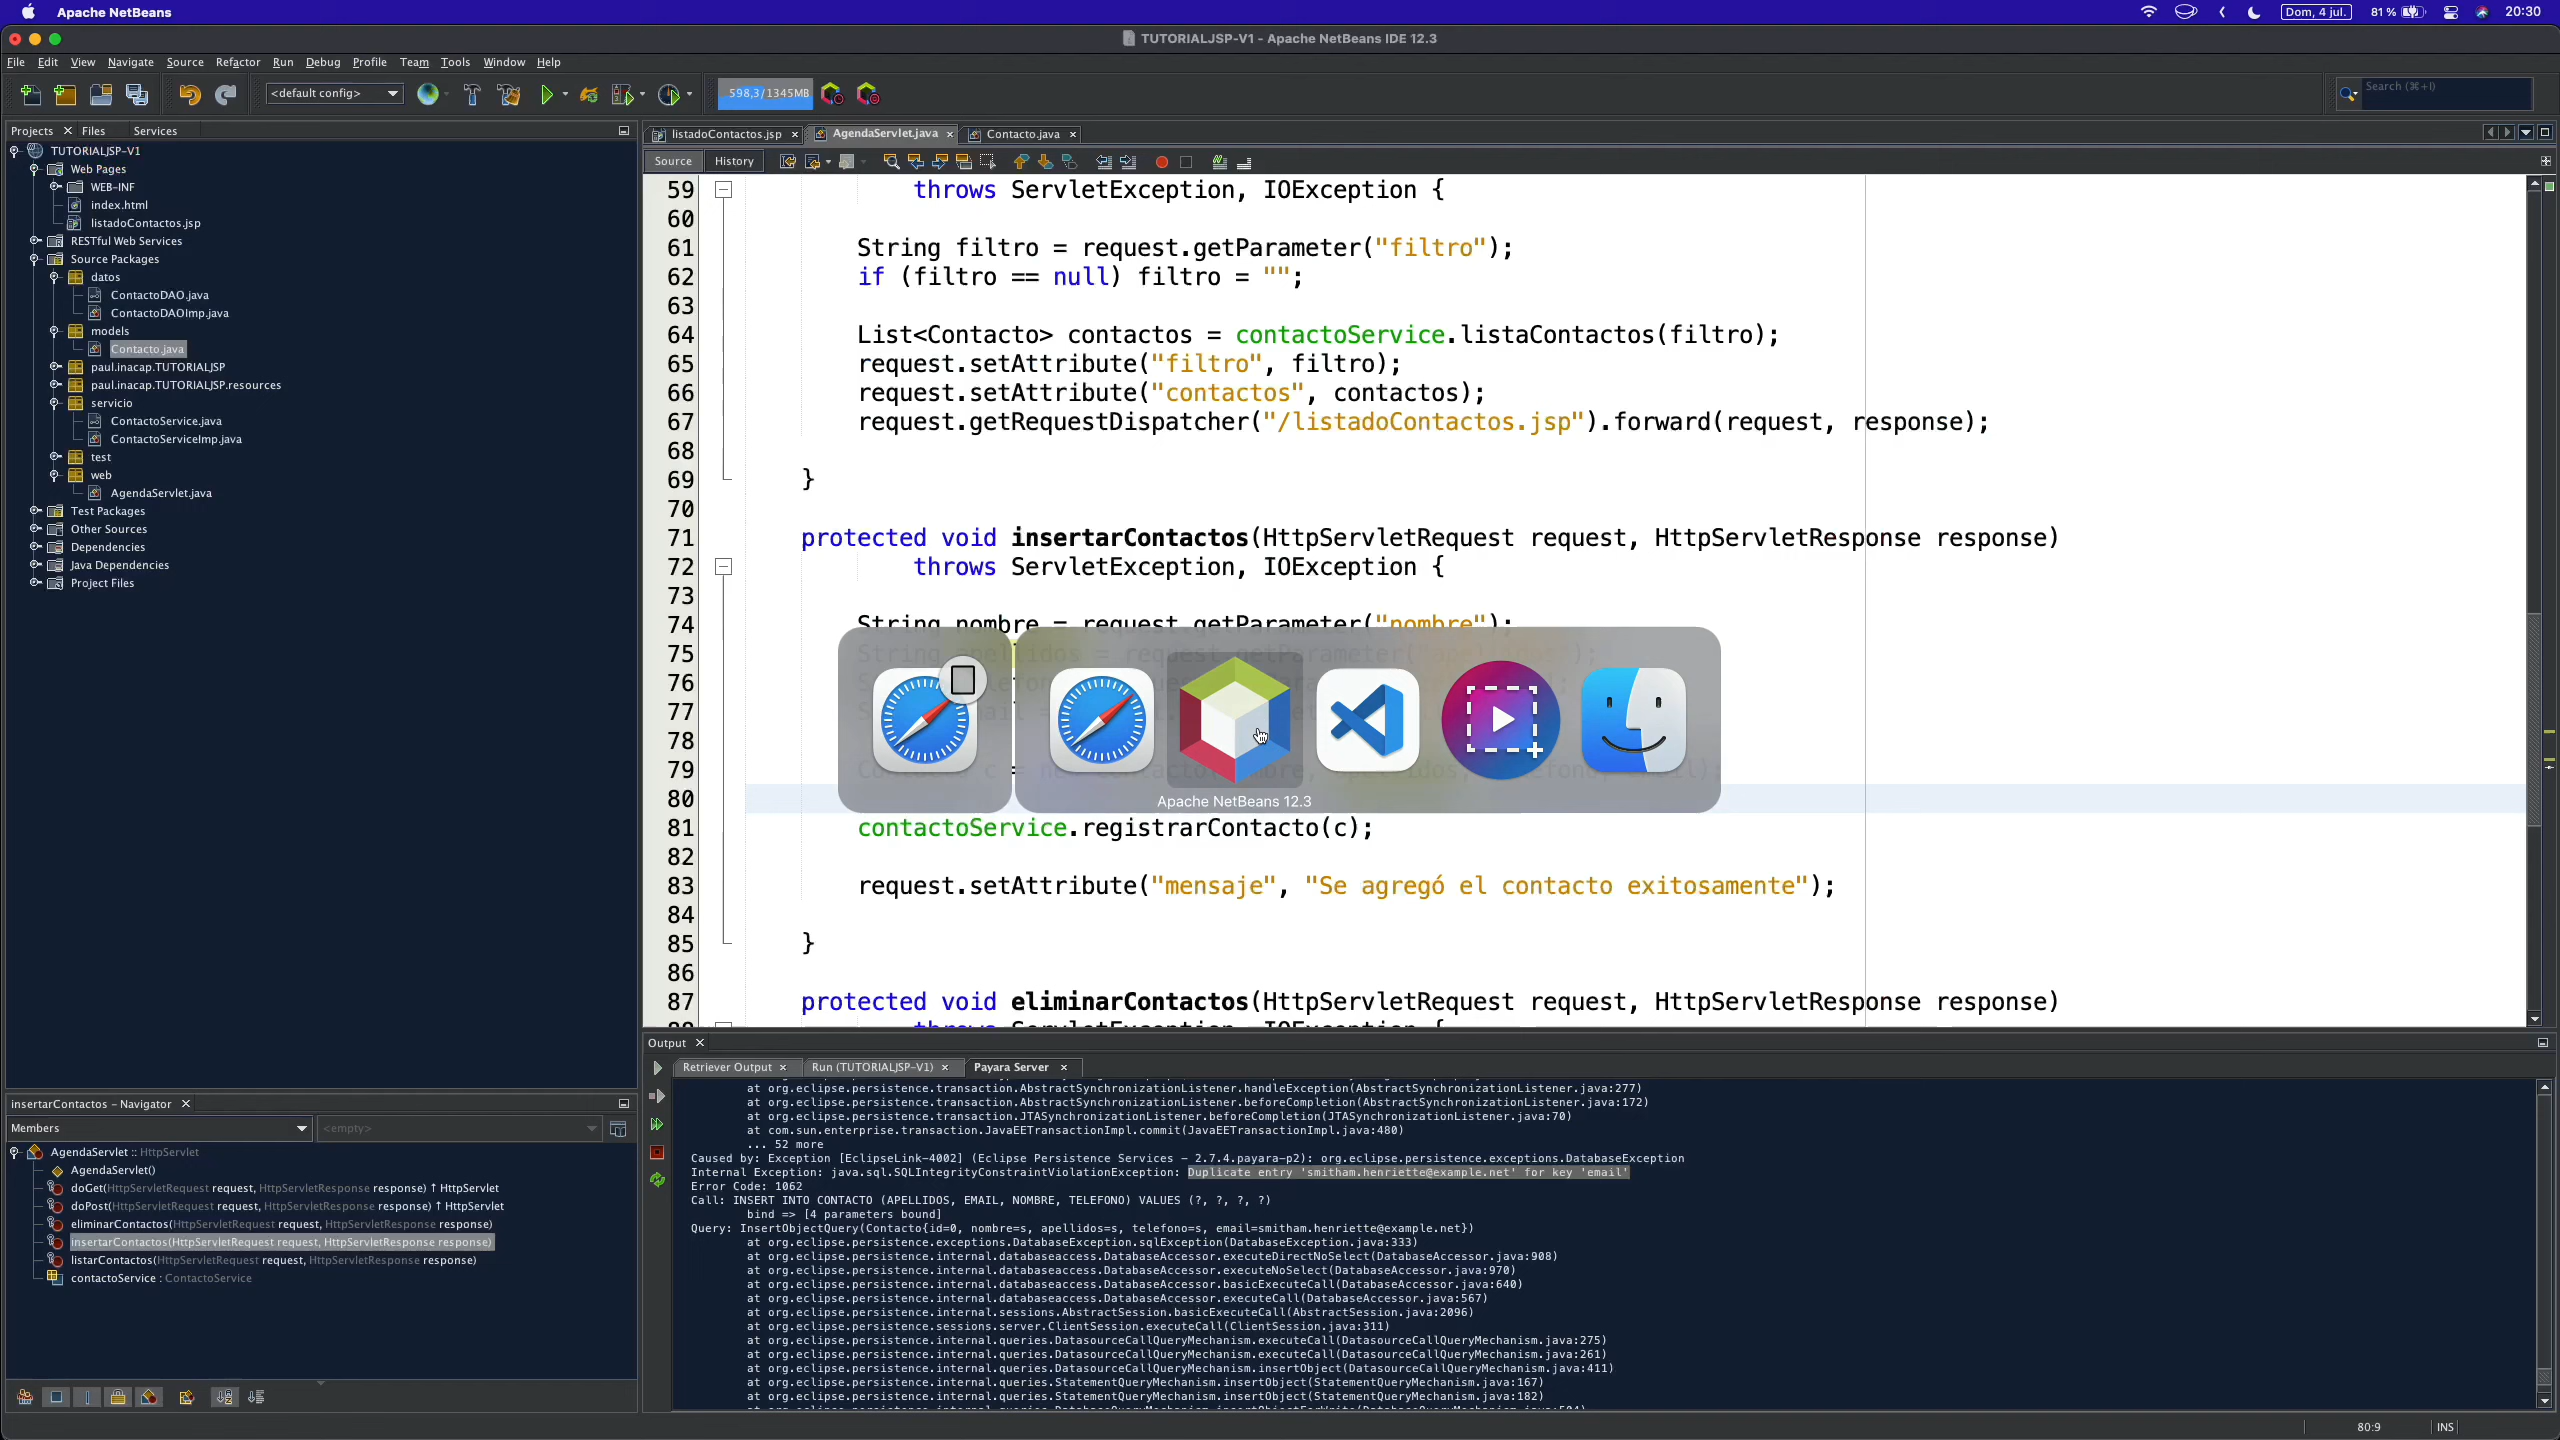 Apache NetBeans
Dom, 4 jul.
81 %
20:30
TUTORIALJSP-V1 - Apache NetBeans IDE 12.3
File Edit View Navigate Source Refactor Run Debug Profile Team Tools Window Help
<default config>
598,3/1345MB
Search (⌘+I)
Projects
Files
Services
TUTORIALJSP-V1
Web Pages
WEB-INF
index.html
listadoContactos.jsp
RESTful Web Services
Source Packages
datos
ContactoDAO.java
ContactoDAOImp.java
models
Contacto.java
paul.inacap.TUTORIALJSP
paul.inacap.TUTORIALJSP.resources
servicio
ContactoService.java
ContactoServiceImp.java
test
web
AgendaServlet.java
Test Packages
Other Sources
Dependencies
Java Dependencies
Project Files
listadoContactos.jsp
AgendaServlet.java
Contacto.java
Source
History
59 throws ServletException, IOException {
60
61 String filtro = request.getParameter("filtro");
62 if (filtro == null) filtro = "";
63
64 List<Contacto> contactos = contactoService.listaContactos(filtro);
65 request.setAttribute("filtro", filtro);
66 request.setAttribute("contactos", contactos);
67 request.getRequestDispatcher("/listadoContactos.jsp").forward(request, response);
68
69 }
70
71 protected void insertarContactos(HttpServletRequest request, HttpServletResponse response)
72 throws ServletException, IOException {
73
74 String nombre = request.getParameter("nombre");
75 String apellidos = request.getParameter("apellidos");
76
77
78
79
80
81 contactoService.registrarContacto(c);
82
83 request.setAttribute("mensaje", "Se agregó el contacto exitosamente");
84
85 }
86
87 protected void eliminarContactos(HttpServletRequest request, HttpServletResponse response)
88 throws ServletException, IOException {
Apache NetBeans 12.3
insertarContactos - Navigator
Members
<empty>
AgendaServlet :: HttpServlet
AgendaServlet()
doGet(HttpServletRequest request, HttpServletResponse response) ↑ HttpServlet
doPost(HttpServletRequest request, HttpServletResponse response) ↑ HttpServlet
eliminarContactos(HttpServletRequest request, HttpServletResponse response)
insertarContactos(HttpServletRequest request, HttpServletResponse response)
listarContactos(HttpServletRequest request, HttpServletResponse response)
contactoService : ContactoService
Output
Retriever Output
Run (TUTORIALJSP-V1)
Payara Server
at org.eclipse.persistence.transaction.AbstractSynchronizationListener.handleException(AbstractSynchronizationListener.java:277)
at org.eclipse.persistence.transaction.AbstractSynchronizationListener.beforeCompletion(AbstractSynchronizationListener.java:172)
at org.eclipse.persistence.transaction.JTASynchronizationListener.beforeCompletion(JTASynchronizationListener.java:70)
at com.sun.enterprise.transaction.JavaEETransactionImpl.commit(JavaEETransactionImpl.java:480)
... 52 more
Caused by: Exception [EclipseLink-4002] (Eclipse Persistence Services - 2.7.4.payara-p2): org.eclipse.persistence.exceptions.DatabaseException
Internal Exception: java.sql.SQLIntegrityConstraintViolationException: Duplicate entry 'smitham.henriette@example.net' for key 'email'
Error Code: 1062
Call: INSERT INTO CONTACTO (APELLIDOS, EMAIL, NOMBRE, TELEFONO) VALUES (?, ?, ?, ?)
bind => [4 parameters bound]
Query: InsertObjectQuery(Contacto{id=0, nombre=s, apellidos=s, telefono=s, email=smitham.henriette@example.net})
at org.eclipse.persistence.exceptions.DatabaseException.sqlException(DatabaseException.java:333)
at org.eclipse.persistence.internal.databaseaccess.DatabaseAccessor.executeDirectNoSelect(DatabaseAccessor.java:908)
at org.eclipse.persistence.internal.databaseaccess.DatabaseAccessor.executeNoSelect(DatabaseAccessor.java:970)
at org.eclipse.persistence.internal.databaseaccess.DatabaseAccessor.basicExecuteCall(DatabaseAccessor.java:640)
at org.eclipse.persistence.internal.databaseaccess.DatabaseAccessor.executeCall(DatabaseAccessor.java:567)
at org.eclipse.persistence.internal.sessions.AbstractSession.basicExecuteCall(AbstractSession.java:2096)
at org.eclipse.persistence.sessions.server.ClientSession.executeCall(ClientSession.java:311)
at org.eclipse.persistence.internal.queries.DatasourceCallQueryMechanism.executeCall(DatasourceCallQueryMechanism.java:275)
at org.eclipse.persistence.internal.queries.DatasourceCallQueryMechanism.executeCall(DatasourceCallQueryMechanism.java:261)
at org.eclipse.persistence.internal.queries.DatasourceCallQueryMechanism.insertObject(DatasourceCallQueryMechanism.java:411)
at org.eclipse.persistence.internal.queries.StatementQueryMechanism.insertObject(StatementQueryMechanism.java:167)
at org.eclipse.persistence.internal.queries.StatementQueryMechanism.insertObject(StatementQueryMechanism.java:182)
80:9
INS